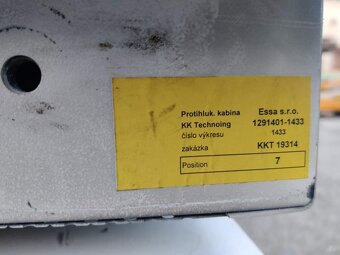 Protihluk. kabina Essa s.r.o.
KK Technoing 1291401-1433
číslo výkresu 1433
zakázka KKT 19314
Position 7